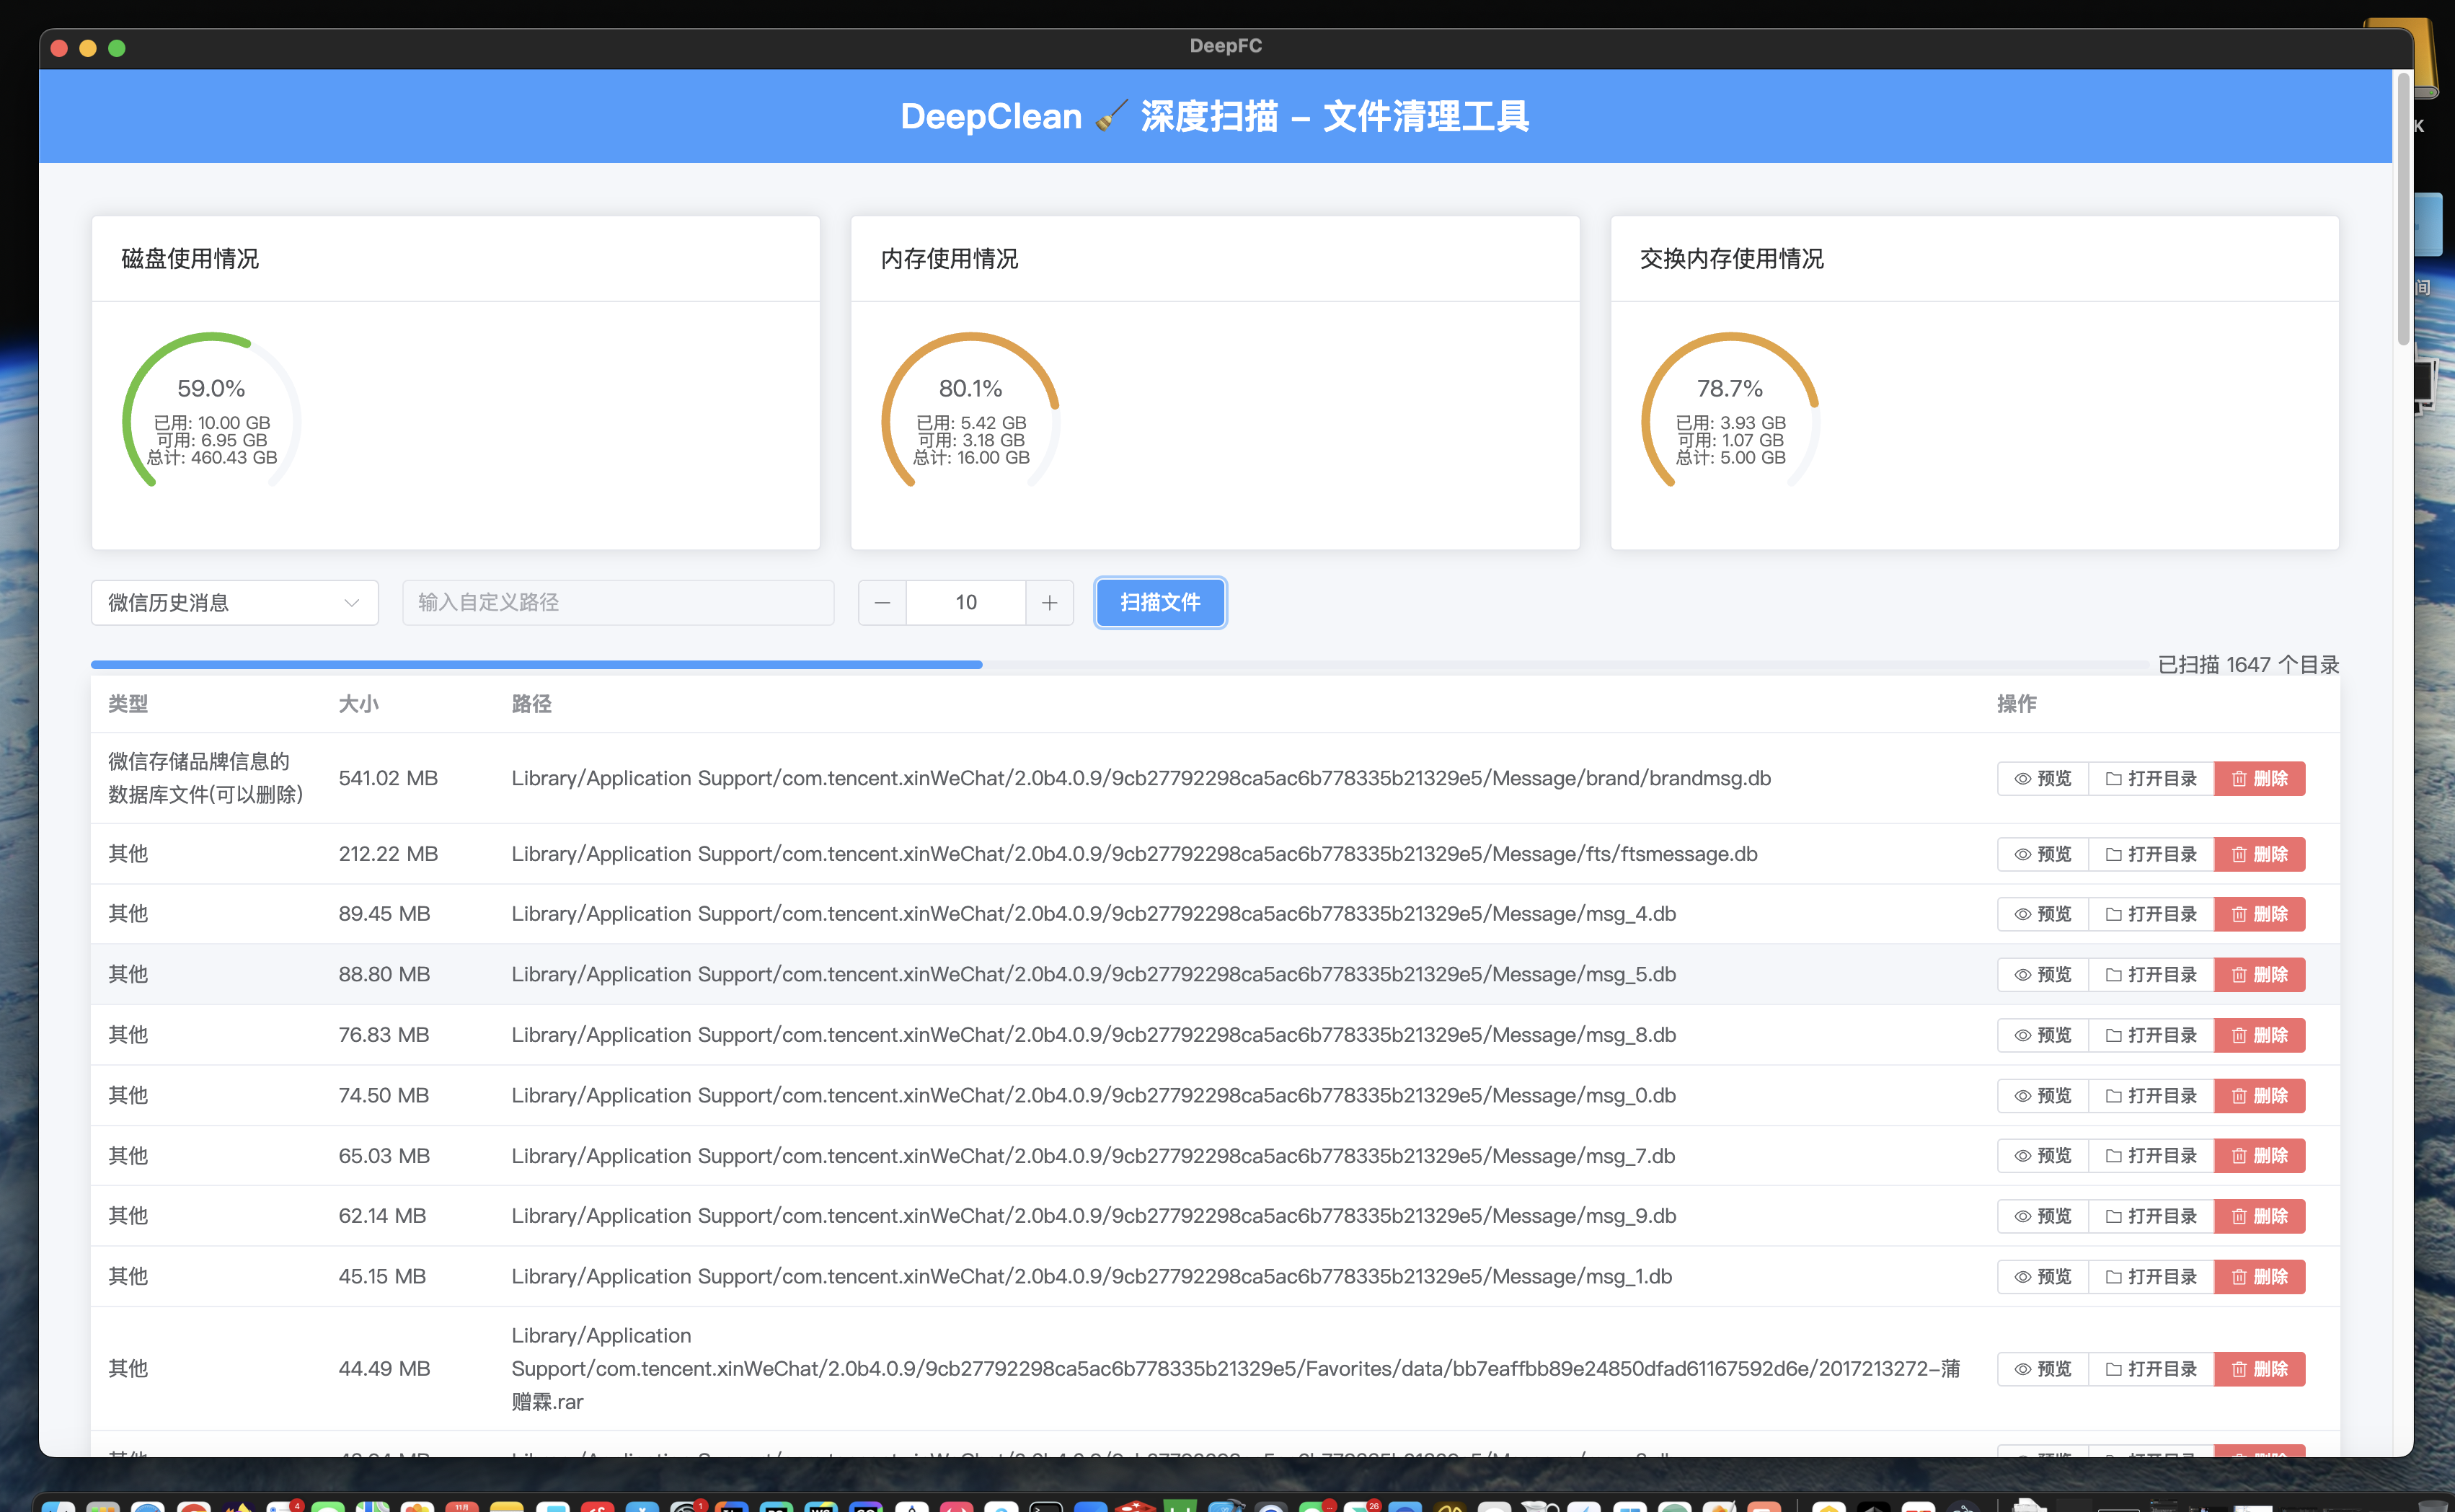 DeepFC
DeepClean 🧹 深度扫描 – 文件清理工具
K
间
磁盘使用情况
内存使用情况
交换内存使用情况
59.0%
已用: 10.00 GB
可用: 6.95 GB
总计: 460.43 GB
80.1%
已用: 5.42 GB
可用: 3.18 GB
总计: 16.00 GB
78.7%
已用: 3.93 GB
可用: 1.07 GB
总计: 5.00 GB
微信历史消息
输入自定义路径
10
扫描文件
已扫描 1647 个目录
类型 大小 路径 操作
微信存储品牌信息的
数据库文件(可以删除)
541.02 MB Library/Application Support/com.tencent.xinWeChat/2.0b4.0.9/9cb27792298ca5ac6b778335b21329e5/Message/brand/brandmsg.db 预览 打开目录 删除
其他 212.22 MB Library/Application Support/com.tencent.xinWeChat/2.0b4.0.9/9cb27792298ca5ac6b778335b21329e5/Message/fts/ftsmessage.db 预览 打开目录 删除
其他 89.45 MB Library/Application Support/com.tencent.xinWeChat/2.0b4.0.9/9cb27792298ca5ac6b778335b21329e5/Message/msg_4.db 预览 打开目录 删除
其他 88.80 MB Library/Application Support/com.tencent.xinWeChat/2.0b4.0.9/9cb27792298ca5ac6b778335b21329e5/Message/msg_5.db 预览 打开目录 删除
其他 76.83 MB Library/Application Support/com.tencent.xinWeChat/2.0b4.0.9/9cb27792298ca5ac6b778335b21329e5/Message/msg_8.db 预览 打开目录 删除
其他 74.50 MB Library/Application Support/com.tencent.xinWeChat/2.0b4.0.9/9cb27792298ca5ac6b778335b21329e5/Message/msg_0.db 预览 打开目录 删除
其他 65.03 MB Library/Application Support/com.tencent.xinWeChat/2.0b4.0.9/9cb27792298ca5ac6b778335b21329e5/Message/msg_7.db 预览 打开目录 删除
其他 62.14 MB Library/Application Support/com.tencent.xinWeChat/2.0b4.0.9/9cb27792298ca5ac6b778335b21329e5/Message/msg_9.db 预览 打开目录 删除
其他 45.15 MB Library/Application Support/com.tencent.xinWeChat/2.0b4.0.9/9cb27792298ca5ac6b778335b21329e5/Message/msg_1.db 预览 打开目录 删除
Library/Application
其他 44.49 MB Support/com.tencent.xinWeChat/2.0b4.0.9/9cb27792298ca5ac6b778335b21329e5/Favorites/data/bb7eaffbb89e24850dfad61167592d6e/2017213272-蒲 预览 打开目录 删除
赠霖.rar